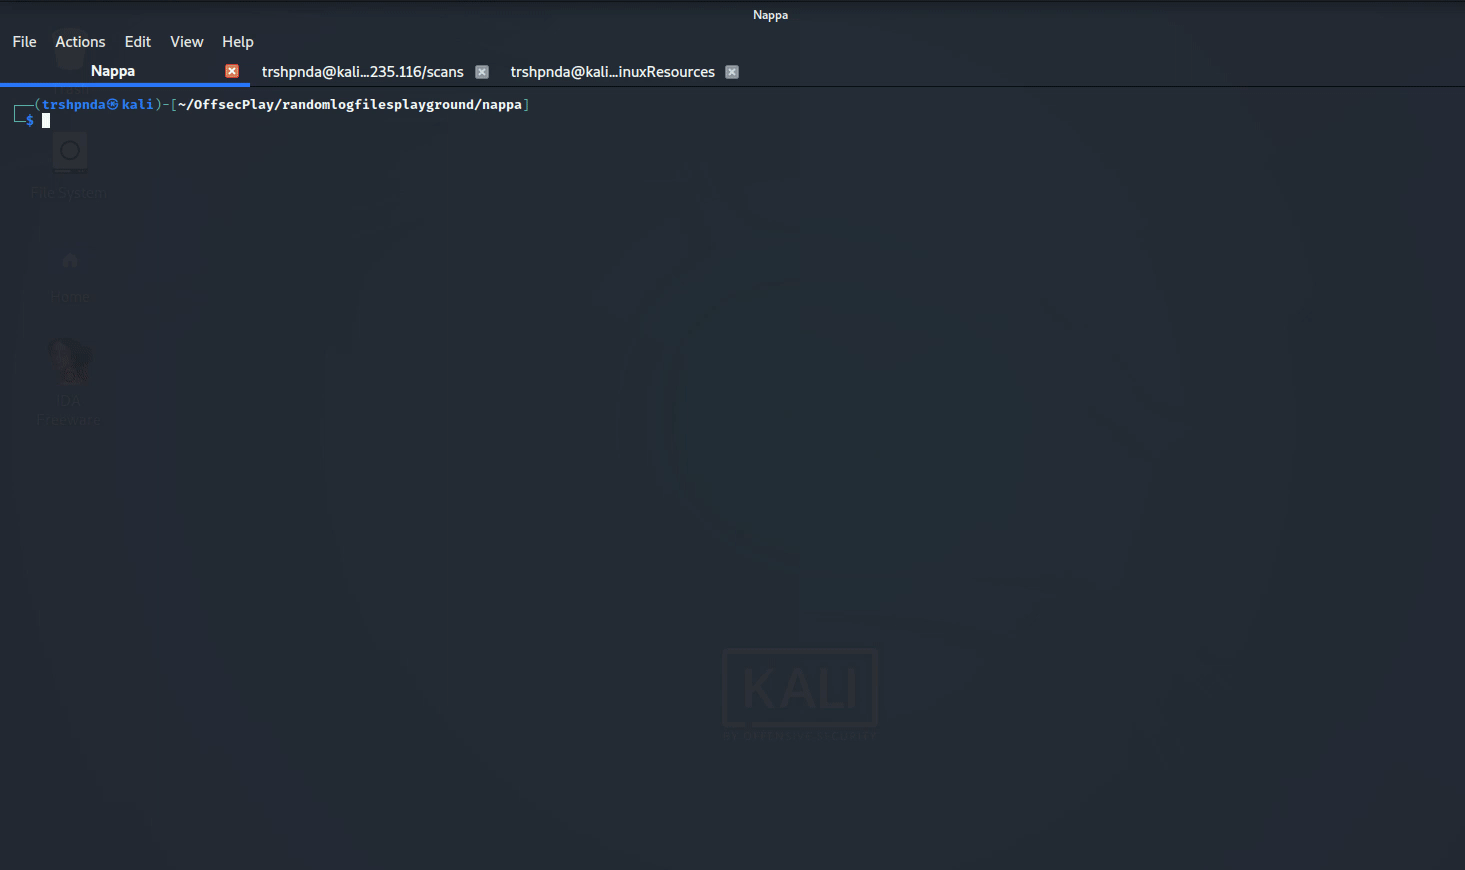 Nappa
File Actions Edit View Help
Nappa trshpnda@kali...235.116/scans trshpnda@kali...inuxResources
(trshpnda㉿kali)-[~/OffsecPlay/randomlogfilesplayground/nappa]
$
File System
Home
IDA
Freeware
KALI
BY OFFENSIVE SECURITY